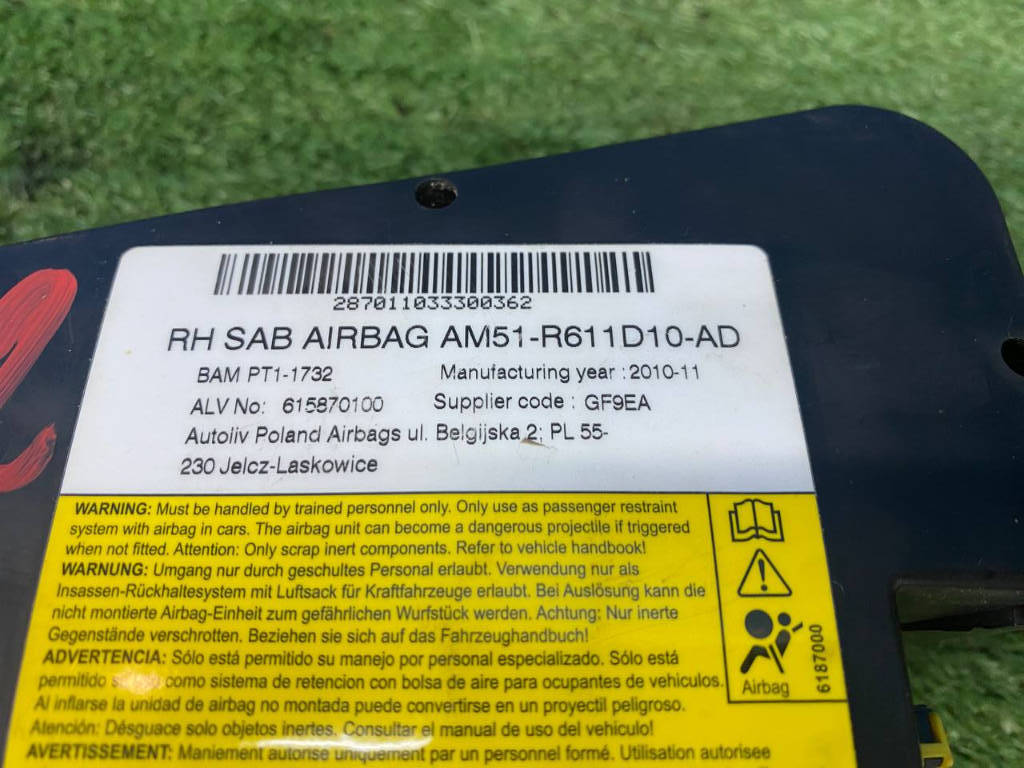 287011033300362
RH SAB AIRBAG AM51-R611D10-AD
BAM PT1-1732 Manufacturing year : 2010-11
ALV No: 615870100 Supplier code : GF9EA
Autoliv Poland Airbags ul. Belgijska 2; PL 55-
230 Jelcz-Laskowice
WARNING: Must be handled by trained personnel only. Only use as passenger restraint
system with airbag in cars. The airbag unit can become a dangerous projectile if triggered
when not fitted. Attention: Only scrap inert components. Refer to vehicle handbook!
WARNUNG: Umgang nur durch geschultes Personal erlaubt. Verwendung nur als
Insassen-Rückhaltesystem mit Luftsack für Kraftfahrzeuge erlaubt. Bei Auslösung kann die
nicht montierte Airbag-Einheit zum gefährlichen Wurfstück werden. Achtung: Nur inerte
Gegenstände verschrotten. Beziehen sie sich auf das Fahrzeughandbuch!
ADVERTENCIA: Sólo está permitido su manejo por personal especializado. Sólo está
permitido como sistema de retencion con bolsa de aire para ocupantes de vehiculos.
Al inflarse la unidad de airbag no montada puede convertirse en un proyectil peligroso.
Atención: Désguace solo objetos inertes. Consultar el manual de uso del vehículo!
AVERTISSEMENT: Maniement autorise uniquement par un personnel formé. Utilisation autorisee
Airbag
6187000